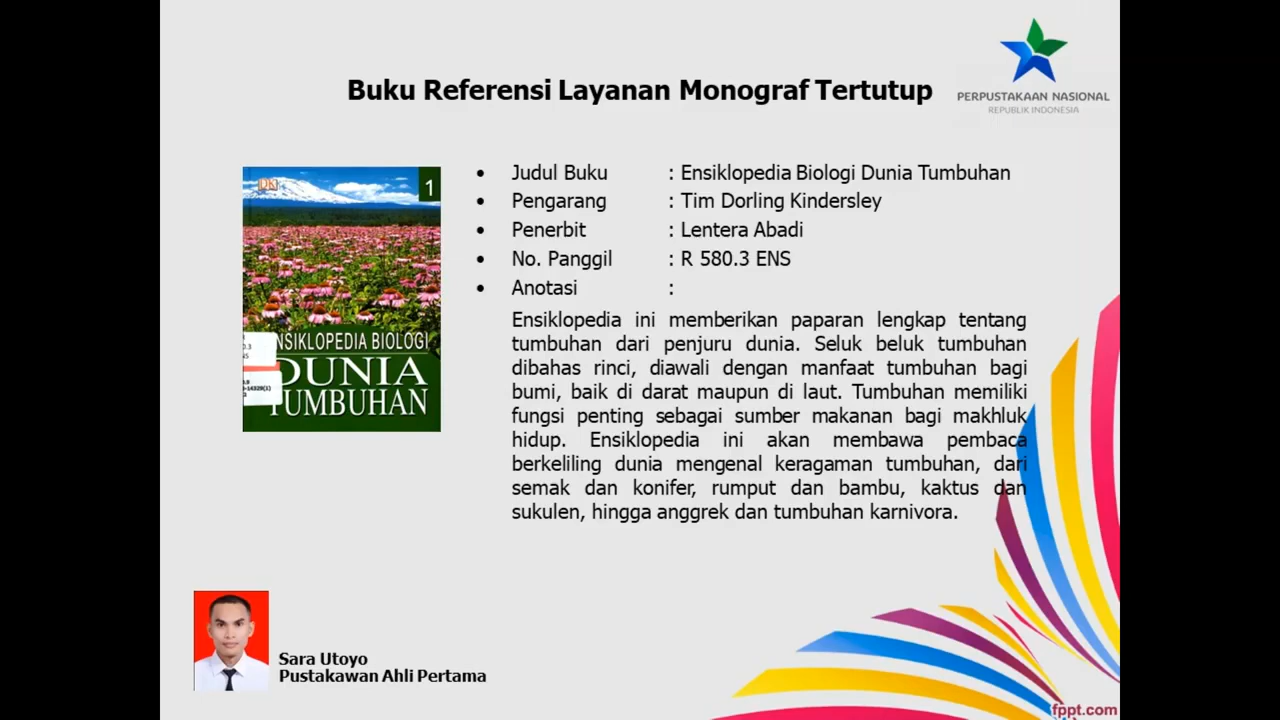 PERPUSTAKAAN NASIONAL
REPUBLIK INDONESIA
Buku Referensi Layanan Monograf Tertutup
DK
1
ENSIKLOPEDIA BIOLOGI
DUNIA
TUMBUHAN
• Judul Buku : Ensiklopedia Biologi Dunia Tumbuhan
• Pengarang : Tim Dorling Kindersley
• Penerbit : Lentera Abadi
• No. Panggil : R 580.3 ENS
• Anotasi :
Ensiklopedia ini memberikan paparan lengkap tentang
tumbuhan dari penjuru dunia. Seluk beluk tumbuhan
dibahas rinci, diawali dengan manfaat tumbuhan bagi
bumi, baik di darat maupun di laut. Tumbuhan memiliki
fungsi penting sebagai sumber makanan bagi makhluk
hidup. Ensiklopedia ini akan membawa pembaca
berkeliling dunia mengenal keragaman tumbuhan, dari
semak dan konifer, rumput dan bambu, kaktus dan
sukulen, hingga anggrek dan tumbuhan karnivora.
Sara Utoyo
Pustakawan Ahli Pertama
fppt.com